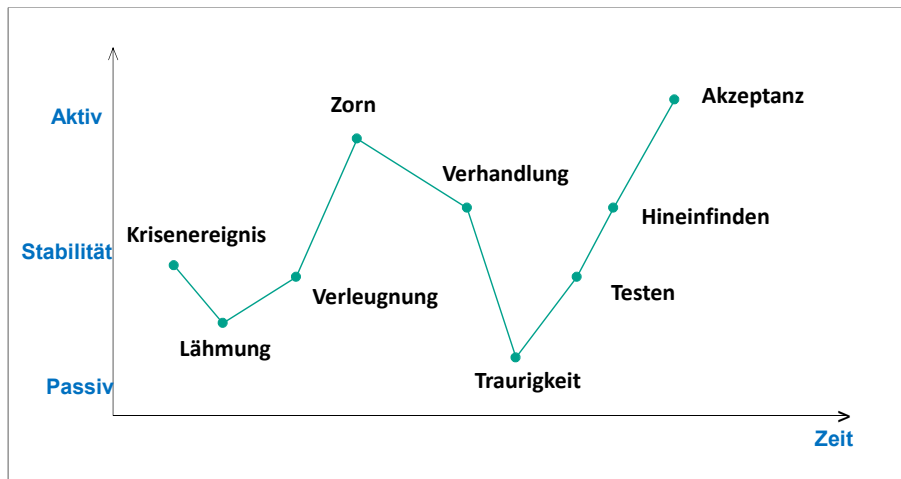 Akzeptanz
Aktiv
Zorn
Verhandlung
Hineinfinden
Krisenereignis
Stabilität
Verleugnung
Testen
Lähmung
Traurigkeit
Passiv
Zeit